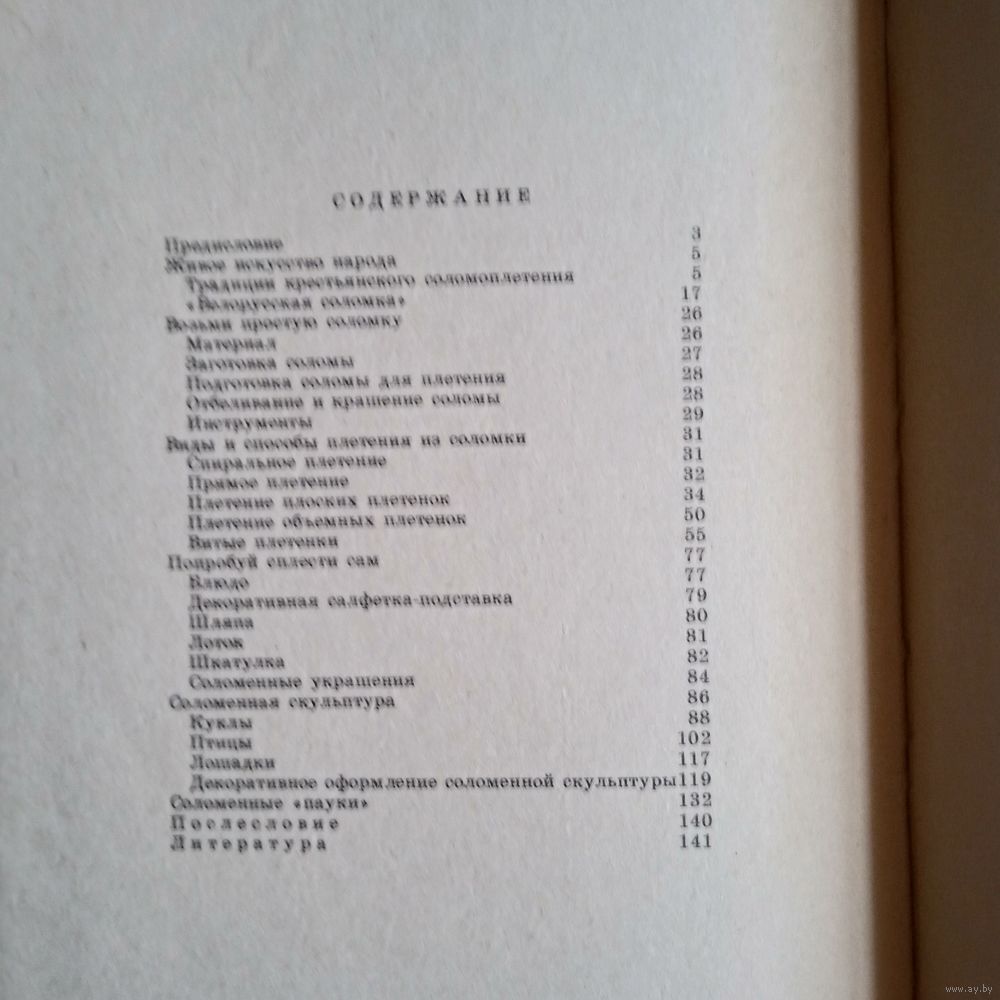 СОДЕРЖАНИЕ
Предисловие 3
Живое искусство народа 5
Традиции крестьянского соломоплетения 5
«Белорусская соломка» 17
Возьми простую соломку 26
Материал 26
Заготовка соломы 27
Подготовка соломы для плетения 28
Отбеливание и крашение соломы 28
Инструменты 29
Виды и способы плетения из соломки 31
Спиральное плетение 31
Прямое плетение 32
Плетение плоских плетенок 34
Плетение объемных плетенок 50
Витые плетенки 55
Попробуй сплести сам 77
Блюдо 77
Декоративная салфетка-подставка 79
Шляпа 80
Лоток 81
Шкатулка 82
Соломенные украшения 84
Соломенная скульптура 86
Куклы 88
Птицы 102
Лошадки 117
Декоративное оформление соломенной скульптуры 119
Соломенные «пауки» 132
Послесловие 140
Литература 141
www.ay.by